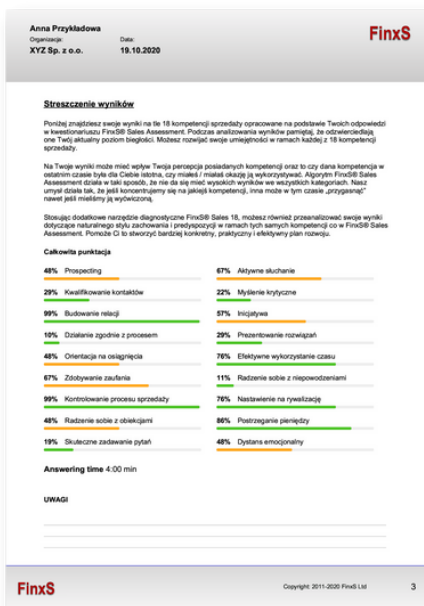 Anna Przykładowa
Organizacja:
XYZ Sp. z o.o.
Data:
19.10.2020
FinxS
Streszczenie wyników
Poniżej znajdziesz swoje wyniki na tle 18 kompetencji sprzedaży opracowane na podstawie Twoich odpowiedzi
w kwestionariuszu FinxS® Sales Assessment. Podczas analizowania wyników pamiętaj, że odzwierciedlają
one Twój aktualny poziom biegłości. Możesz rozwijać swoje umiejętności w ramach każdej z 18 kompetencji
sprzedaży.
Na Twoje wyniki może mieć wpływ Twoja percepcja posiadanych kompetencji oraz to czy dana kompetencja w
ostatnim czasie była dla Ciebie istotna, czy miałeś / miałaś okazję ją wykorzystywać. Algorytm FinxS® Sales
Assessment działa w taki sposób, że nie da się mieć wysokich wyników we wszystkich kategoriach. Nasz
umysł działa tak, że jeśli koncentrujemy się na jakiejś kompetencji, inna może w tym czasie „przygasnąć”
nawet jeśli mieliśmy ją wyćwiczoną.
Stosując dodatkowe narzędzie diagnostyczne FinxS® Sales 18, możesz również przeanalizować swoje wyniki
dotyczące naturalnego stylu zachowania i predyspozycji w ramach tych samych kompetencji co w FinxS® Sales
Assessment. Pomoże Ci to stworzyć bardziej konkretny, praktyczny i efektywny plan rozwoju.
Całkowita punktacja
48% Prospecting
29% Kwalifikowanie kontaktów
99% Budowanie relacji
10% Działanie zgodnie z procesem
48% Orientacja na osiągnięcia
67% Zdobywanie zaufania
99% Kontrolowanie procesu sprzedaży
48% Radzenie sobie z obiekcjami
19% Skuteczne zadawanie pytań
67% Aktywne słuchanie
22% Myślenie krytyczne
57% Inicjatywa
29% Prezentowanie rozwiązań
76% Efektywne wykorzystanie czasu
11% Radzenie sobie z niepowodzeniami
76% Nastawienie na rywalizację
86% Postrzeganie pieniędzy
48% Dystans emocjonalny
Answering time 4:00 min
UWAGI
FinxS
Copyright: 2011-2020 FinxS Ltd
3